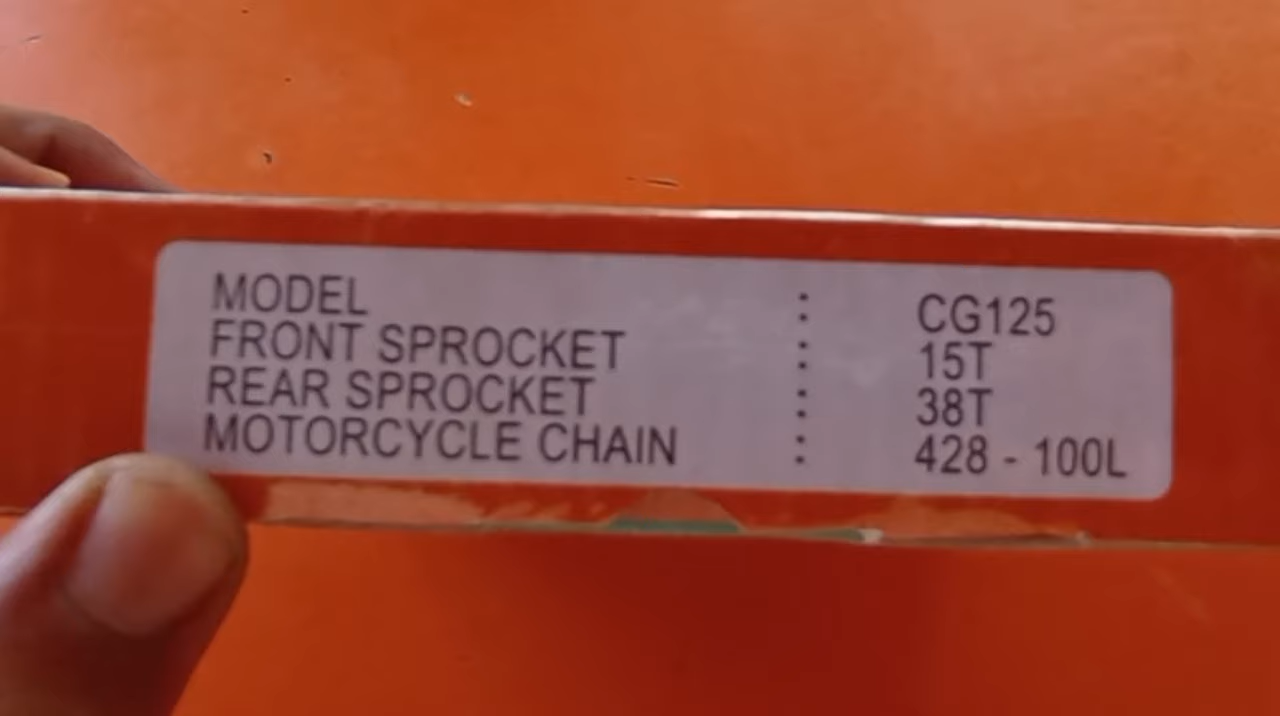 MODEL : CG125
FRONT SPROCKET : 15T
REAR SPROCKET : 38T
MOTORCYCLE CHAIN : 428 - 100L